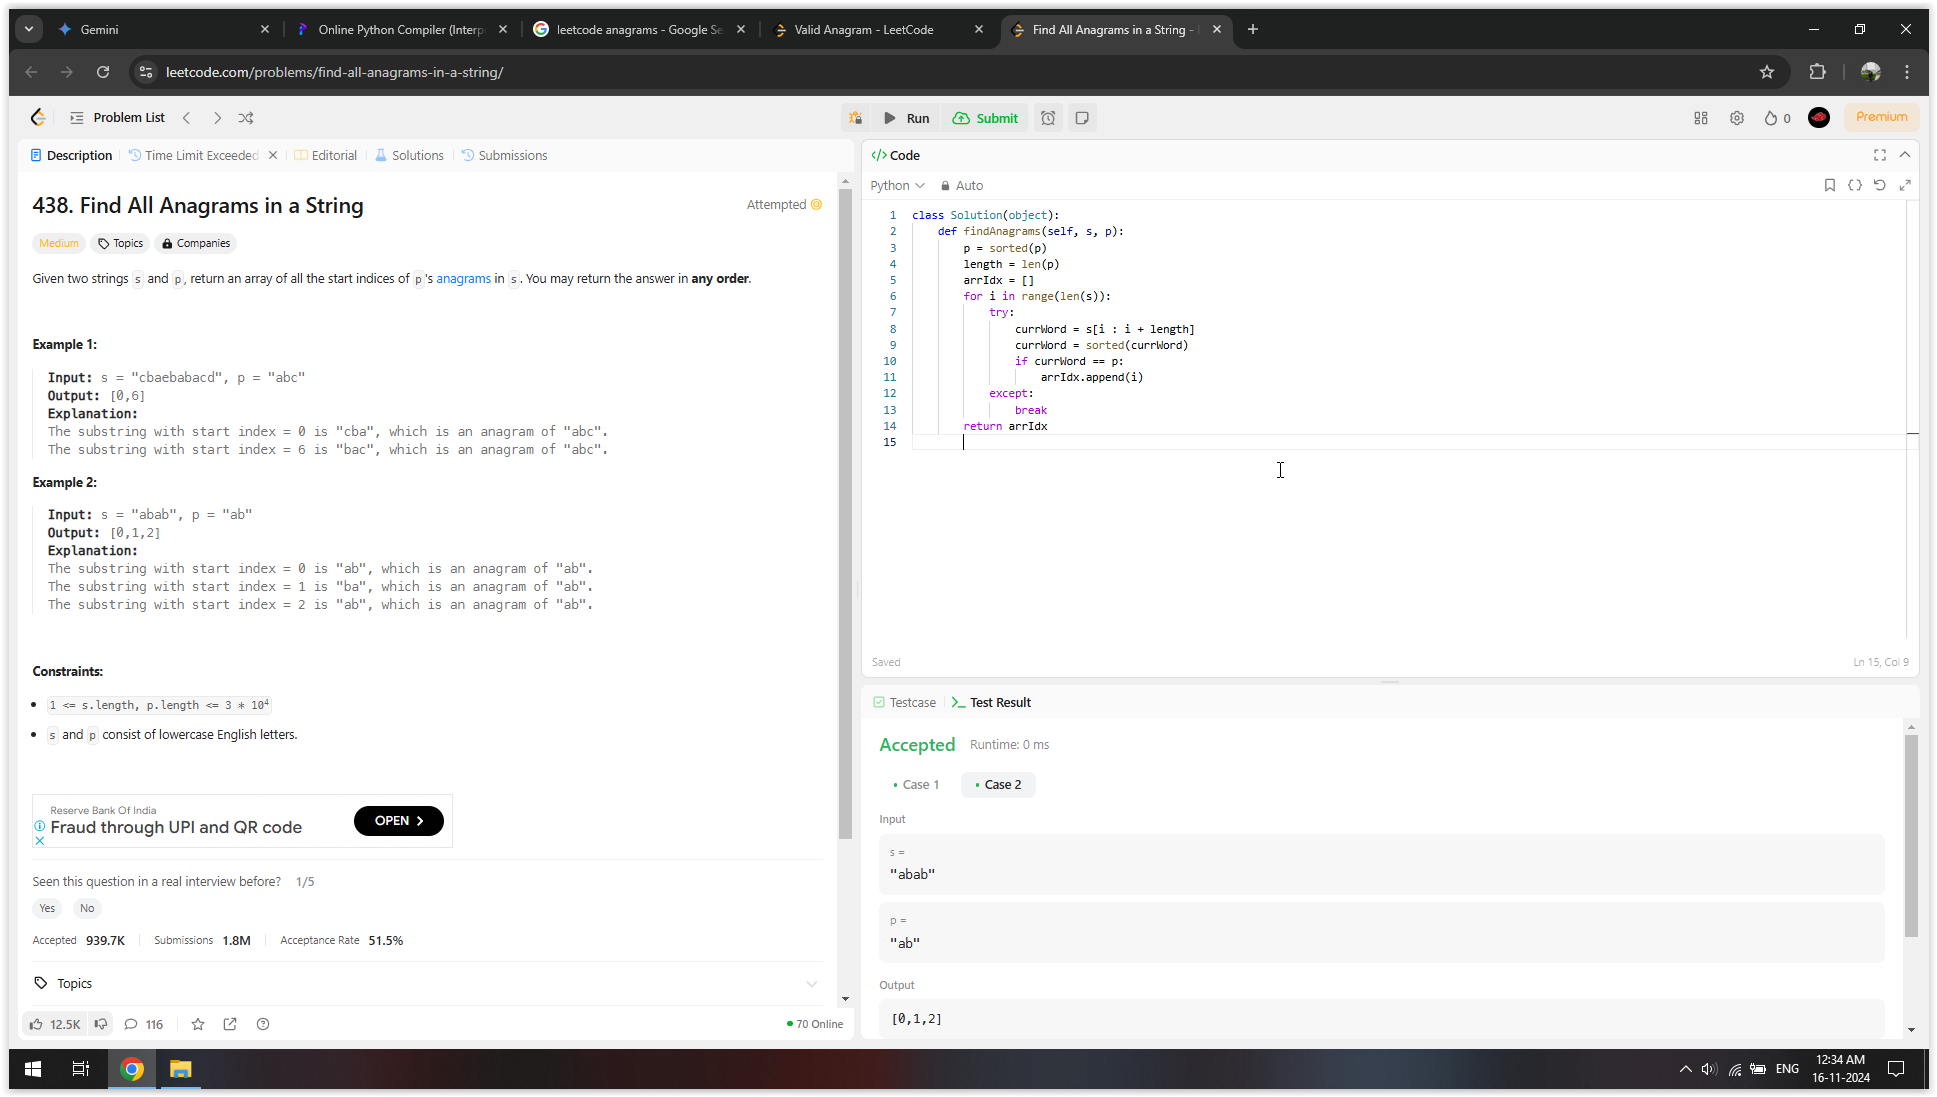 Gemini
Online Python Compiler (Interp
leetcode anagrams - Google Se
Valid Anagram - LeetCode
Find All Anagrams in a String -
leetcode.com/problems/find-all-anagrams-in-a-string/
Problem List
Run
Submit
0
Premium
Description
Time Limit Exceeded
Editorial
Solutions
Submissions
438. Find All Anagrams in a String
Attempted
Medium
Topics
Companies
Given two strings s and p, return an array of all the start indices of p's anagrams in s. You may return the answer in any order.
Example 1:
Input: s = "cbaebabacd", p = "abc"
Output: [0,6]
Explanation:
The substring with start index = 0 is "cba", which is an anagram of "abc".
The substring with start index = 6 is "bac", which is an anagram of "abc".
Example 2:
Input: s = "abab", p = "ab"
Output: [0,1,2]
Explanation:
The substring with start index = 0 is "ab", which is an anagram of "ab".
The substring with start index = 1 is "ba", which is an anagram of "ab".
The substring with start index = 2 is "ab", which is an anagram of "ab".
Constraints:
1 <= s.length, p.length <= 3 * 10⁴
s and p consist of lowercase English letters.
Reserve Bank Of India
Fraud through UPI and QR code
OPEN
Seen this question in a real interview before? 1/5
Yes No
Accepted 939.7K Submissions 1.8M Acceptance Rate 51.5%
Topics
12.5K 116
70 Online
</> Code
Python Auto
1 class Solution(object):
2 def findAnagrams(self, s, p):
3 p = sorted(p)
4 length = len(p)
5 arrIdx = []
6 for i in range(len(s)):
7 try:
8 currWord = s[i : i + length]
9 currWord = sorted(currWord)
10 if currWord == p:
11 arrIdx.append(i)
12 except:
13 break
14 return arrIdx
15
Saved
Ln 15, Col 9
Testcase
Test Result
Accepted Runtime: 0 ms
Case 1 Case 2
Input
s =
"abab"
p =
"ab"
Output
[0,1,2]
ENG
12:34 AM
16-11-2024